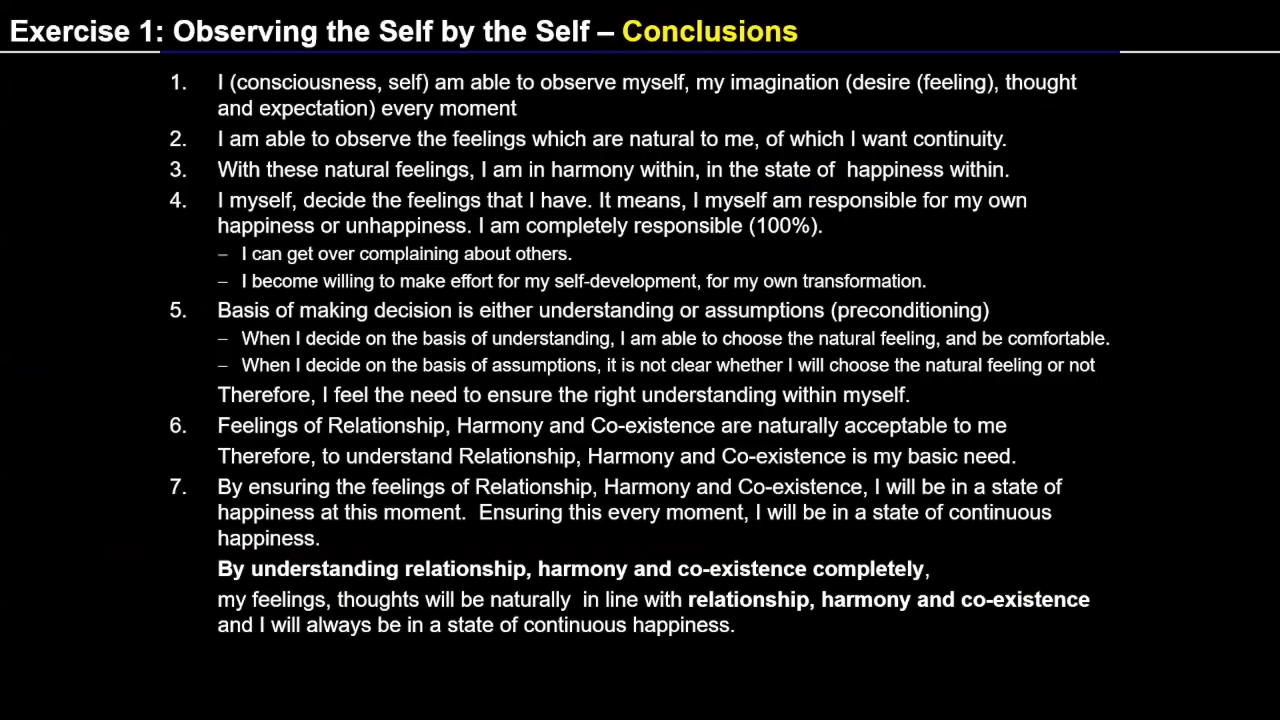 Exercise 1: Observing the Self by the Self – Conclusions
1. I (consciousness, self) am able to observe myself, my imagination (desire (feeling), thought
and expectation) every moment
2. I am able to observe the feelings which are natural to me, of which I want continuity.
3. With these natural feelings, I am in harmony within, in the state of happiness within.
4. I myself, decide the feelings that I have. It means, I myself am responsible for my own
happiness or unhappiness. I am completely responsible (100%).
– I can get over complaining about others.
– I become willing to make effort for my self-development, for my own transformation.
5. Basis of making decision is either understanding or assumptions (preconditioning)
– When I decide on the basis of understanding, I am able to choose the natural feeling, and be comfortable.
– When I decide on the basis of assumptions, it is not clear whether I will choose the natural feeling or not
Therefore, I feel the need to ensure the right understanding within myself.
6. Feelings of Relationship, Harmony and Co-existence are naturally acceptable to me
Therefore, to understand Relationship, Harmony and Co-existence is my basic need.
7. By ensuring the feelings of Relationship, Harmony and Co-existence, I will be in a state of
happiness at this moment. Ensuring this every moment, I will be in a state of continuous
happiness.
By understanding relationship, harmony and co-existence completely,
my feelings, thoughts will be naturally in line with relationship, harmony and co-existence
and I will always be in a state of continuous happiness.